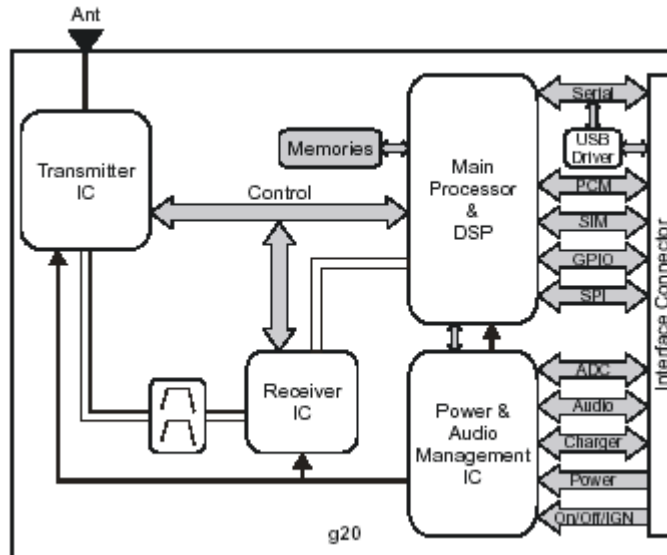 Ant
Transmitter
IC
Memories
Control
Main
Processor
&
DSP
Serial
USB
Driver
PCM
SIM
GPIO
SPI
Interface Connector
Receiver
IC
Power &
Audio
Management
IC
ADC
Audio
Charger
Power
On/Off/IGN
g20